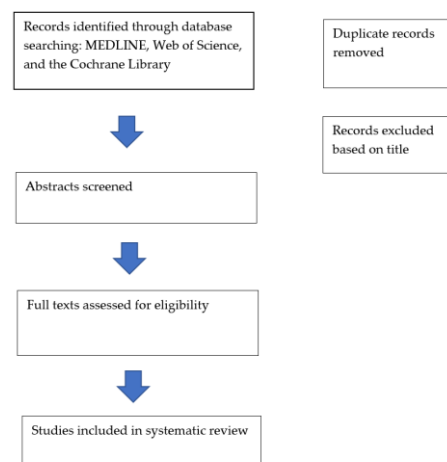 Records identified through database
searching: MEDLINE, Web of Science,
and the Cochrane Library
Duplicate records
removed
Records excluded
based on title
Abstracts screened
Full texts assessed for eligibility
Studies included in systematic review